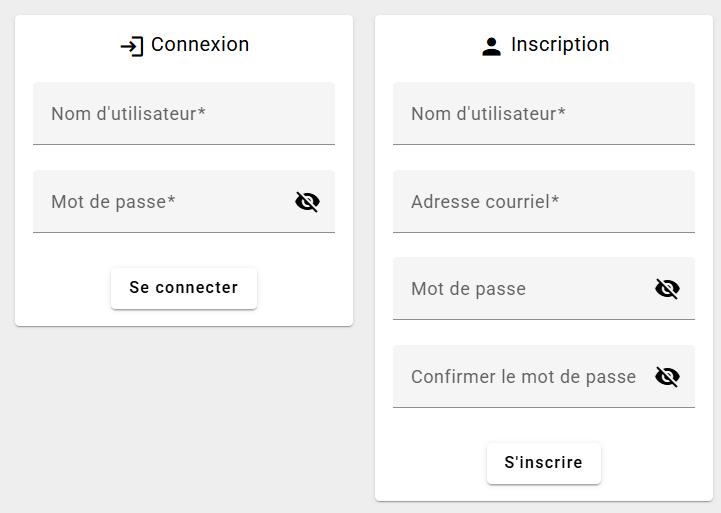 Connexion
Nom d'utilisateur*
Mot de passe*
Se connecter
Inscription
Nom d'utilisateur*
Adresse courriel*
Mot de passe
Confirmer le mot de passe
S'inscrire